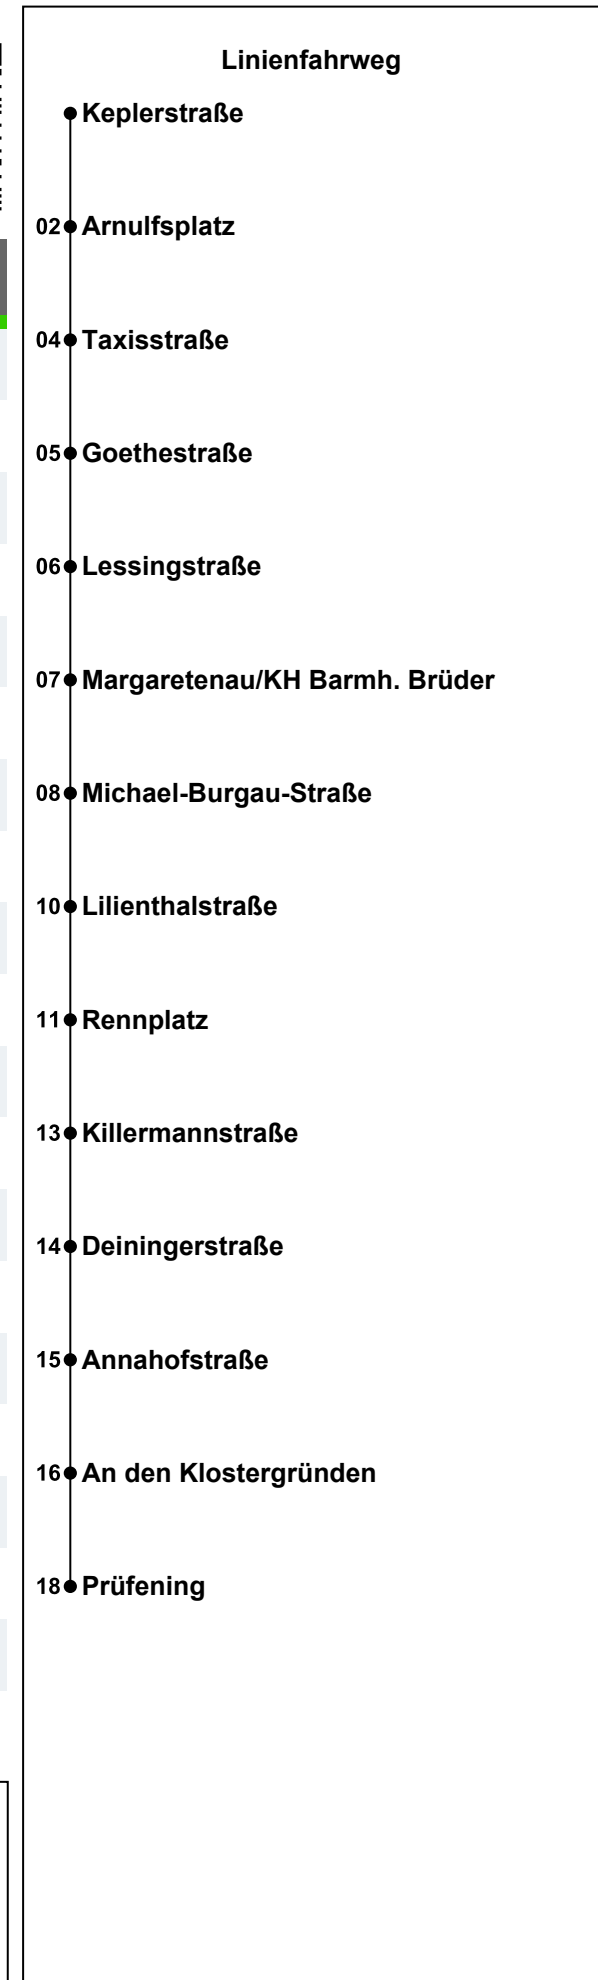 Linienfahrweg
Keplerstraße
02 Arnulfsplatz
04 Taxisstraße
05 Goethestraße
06 Lessingstraße
07 Margaretenau/KH Barmh. Brüder
08 Michael-Burgau-Straße
10 Lilienthalstraße
11 Rennplatz
13 Killermannstraße
14 Deiningerstraße
15 Annahofstraße
16 An den Klostergründen
18 Prüfening